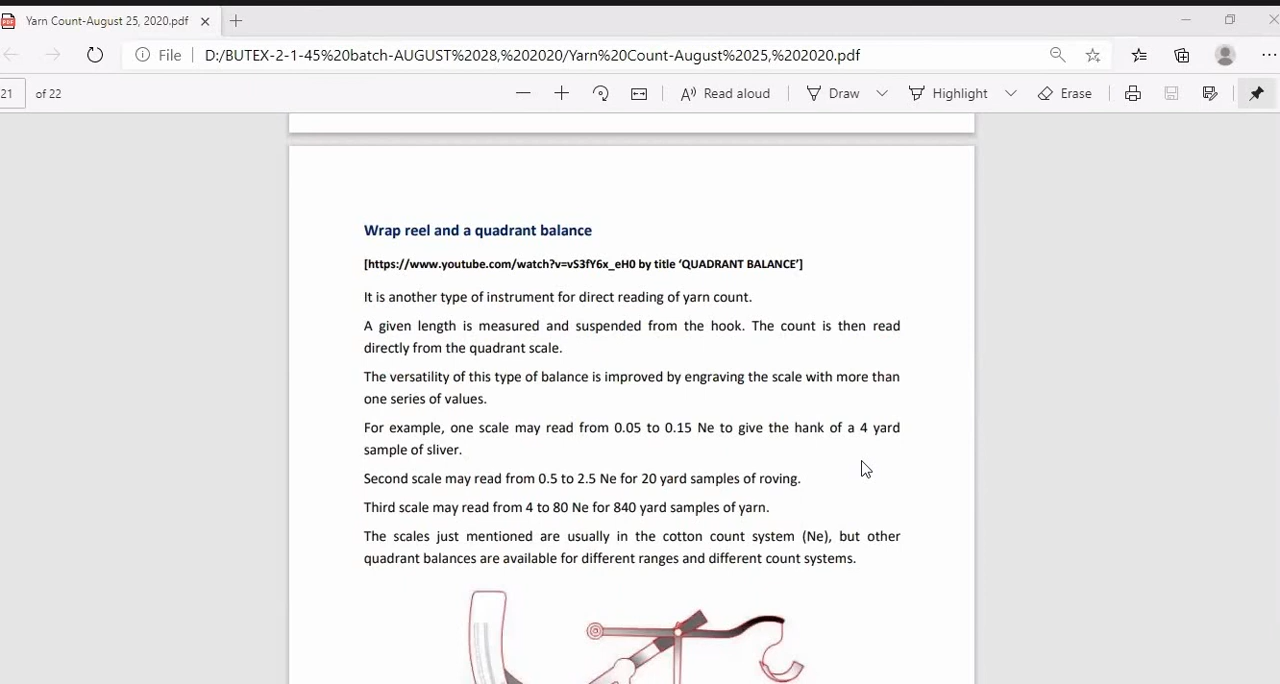 Yarn Count-August 25, 2020.pdf
File D:/BUTEX-2-1-45%20batch-AUGUST%2028,%202020/Yarn%20Count-August%2025,%202020.pdf
21 of 22 Read aloud Draw Highlight Erase
Wrap reel and a quadrant balance
[https://www.youtube.com/watch?v=vS3fY6x_eH0 by title ‘QUADRANT BALANCE’]
It is another type of instrument for direct reading of yarn count.
A given length is measured and suspended from the hook. The count is then read
directly from the quadrant scale.
The versatility of this type of balance is improved by engraving the scale with more than
one series of values.
For example, one scale may read from 0.05 to 0.15 Ne to give the hank of a 4 yard
sample of sliver.
Second scale may read from 0.5 to 2.5 Ne for 20 yard samples of roving.
Third scale may read from 4 to 80 Ne for 840 yard samples of yarn.
The scales just mentioned are usually in the cotton count system (Ne), but other
quadrant balances are available for different ranges and different count systems.